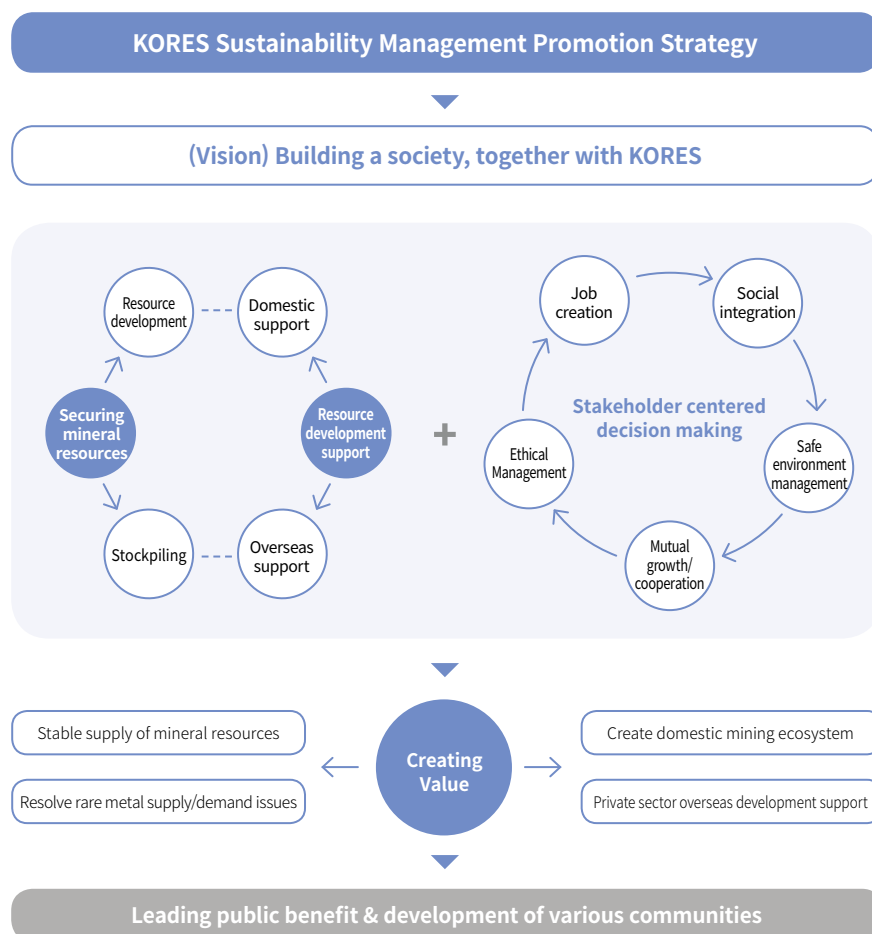 KORES Sustainability Management Promotion Strategy
(Vision) Building a society, together with KORES
Resource
development
Domestic
support
Securing
mineral
resources
Resource
development
support
Stockpiling
Overseas
support
+
Job
creation
Social
integration
Stakeholder centered
decision making
Ethical
Management
Safe
environment
management
Mutual
growth/
cooperation
Stable supply of mineral resources
Resolve rare metal supply/demand issues
Creating
Value
Create domestic mining ecosystem
Private sector overseas development support
Leading public benefit & development of various communities